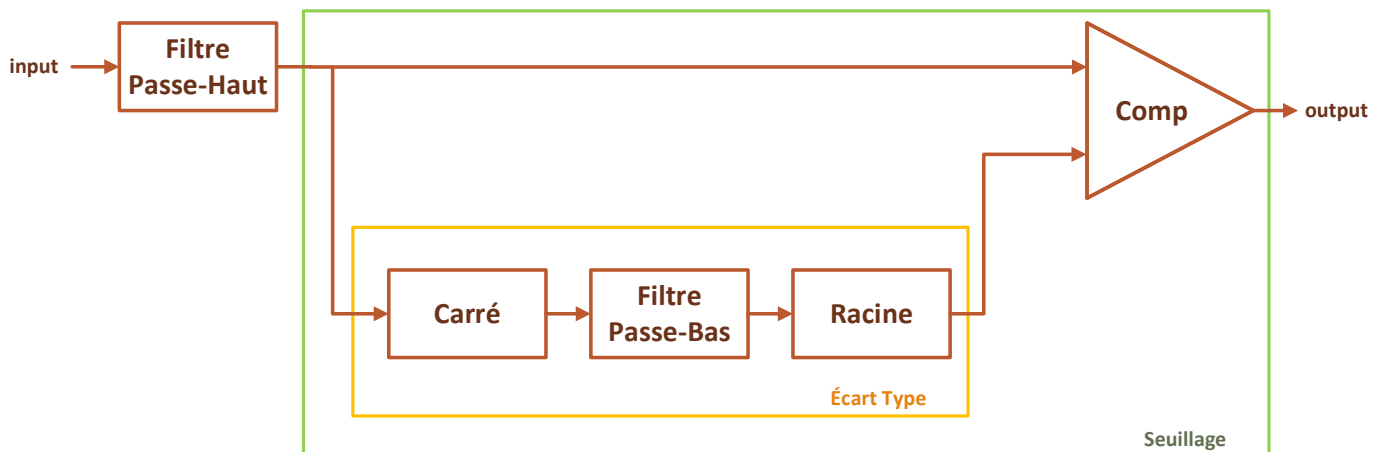 input
Filtre
Passe-Haut
Comp
output
Carré
Filtre
Passe-Bas
Racine
Écart Type
Seuillage